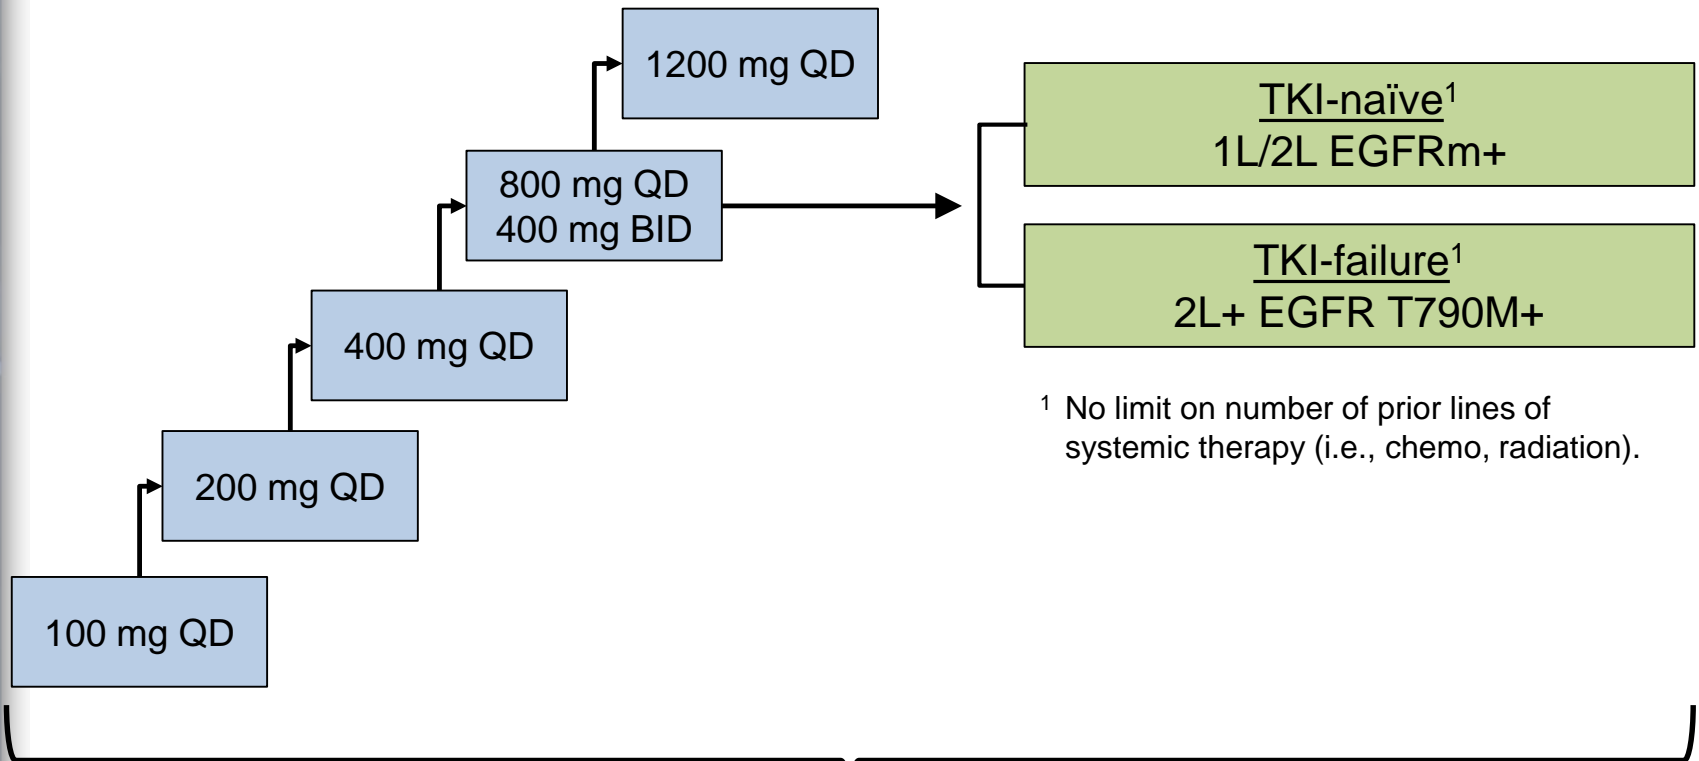 1200 mg QD
800 mg QD
400 mg BID
400 mg QD
200 mg QD
100 mg QD
TKI-naïve¹
1L/2L EGFRm+
TKI-failure¹
2L+ EGFR T790M+
¹ No limit on number of prior lines of
systemic therapy (i.e., chemo, radiation).